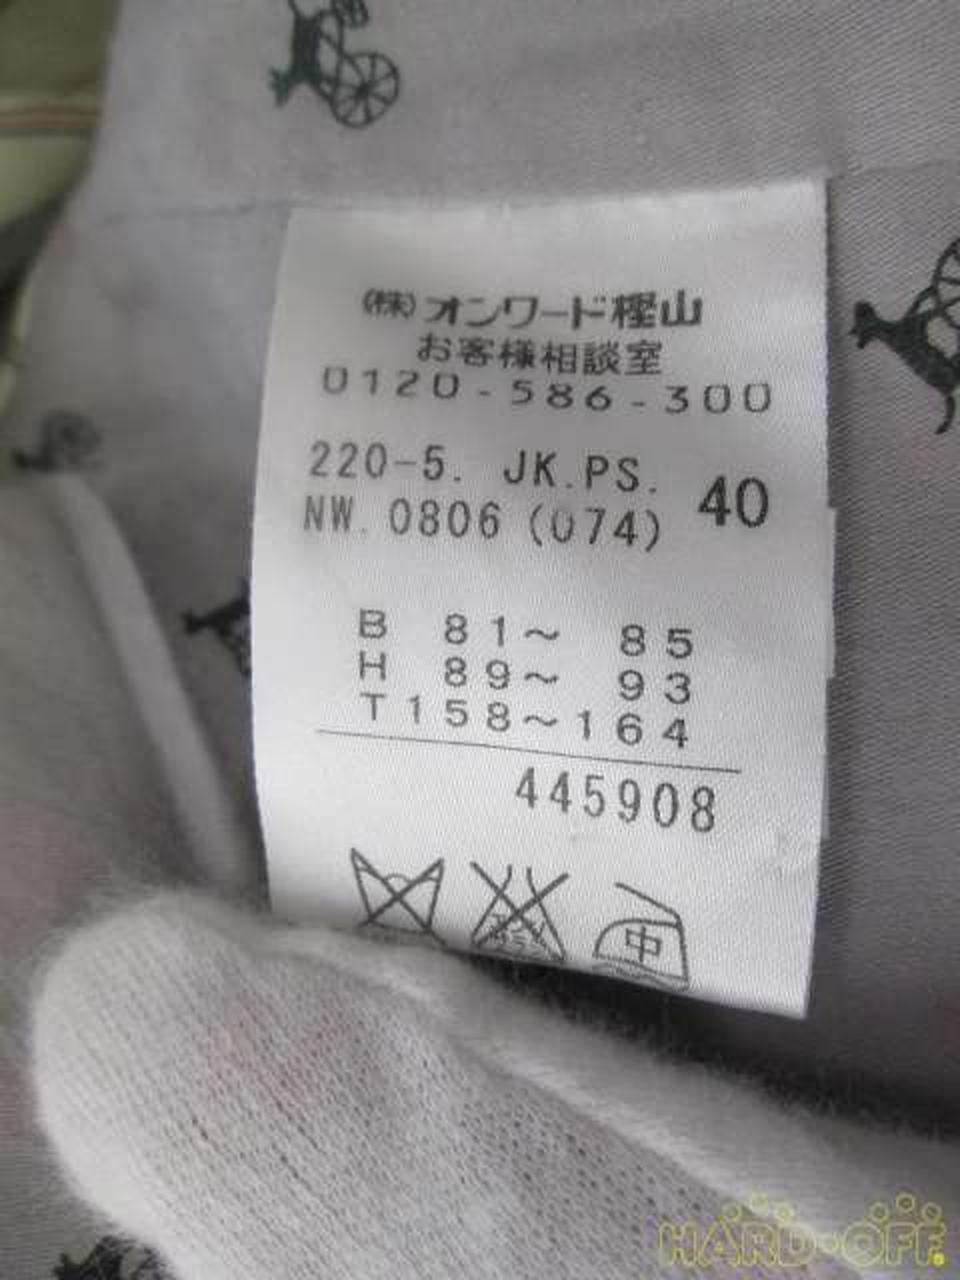 (株)オンワード樫山
お客様相談室
0120-586-300
220-5. JK.PS. 40
NW. 0806 (074)
B 81～ 85
H 89～ 93
T158～164
445908
中
HARD-OFF